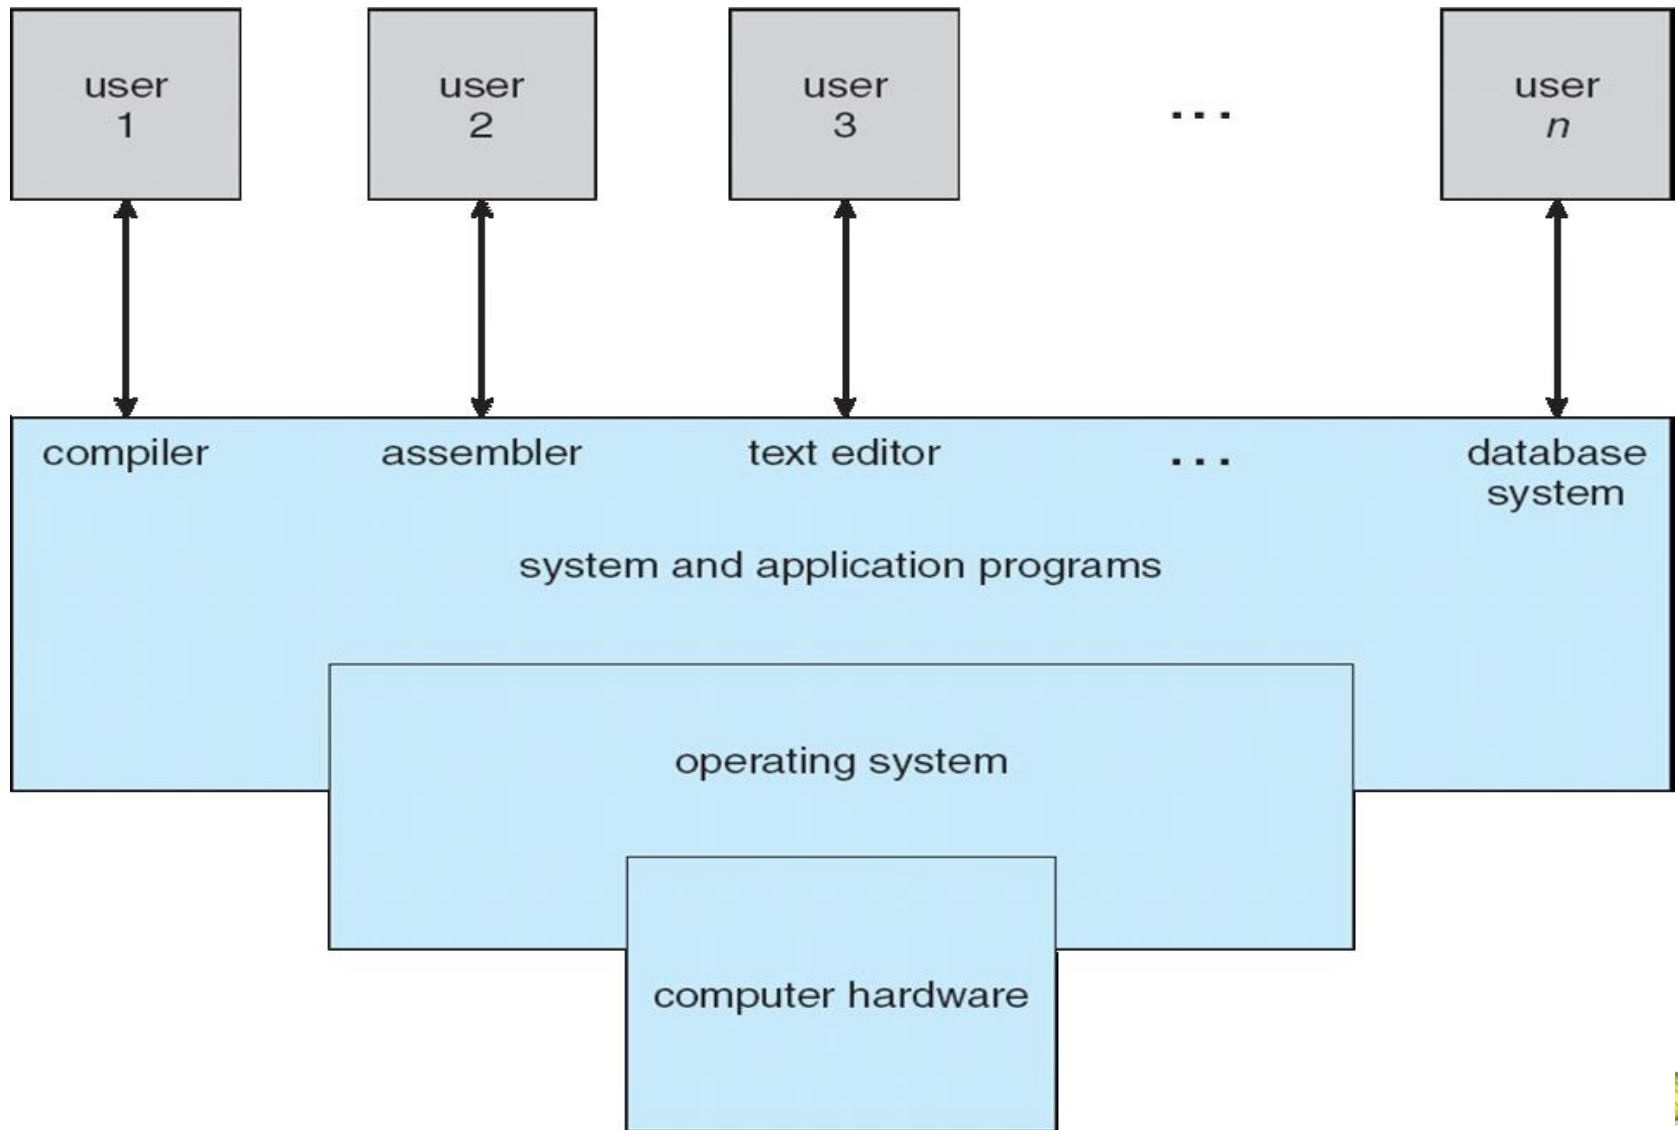 user
1
user
2
user
3
...
user
n
compiler
assembler
text editor
...
database
system
system and application programs
operating system
computer hardware